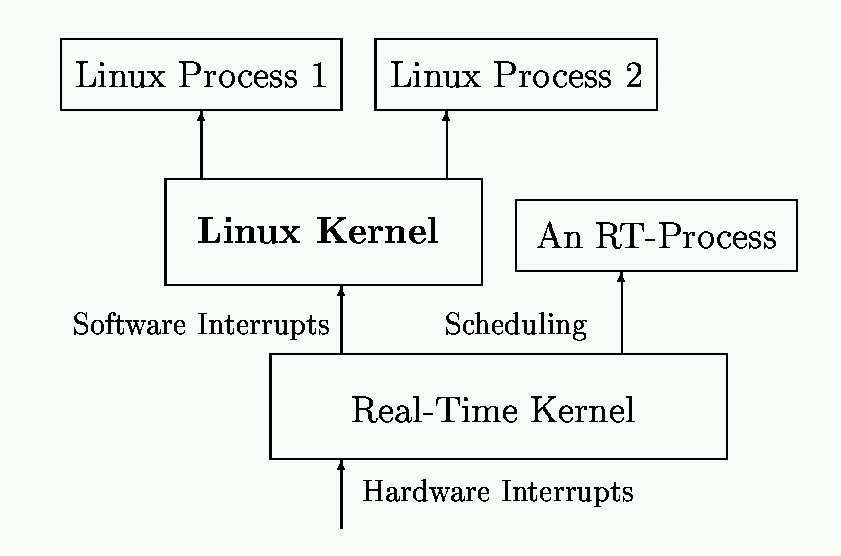 Linux Process 1
Linux Process 2
Linux Kernel
An RT-Process
Software Interrupts
Scheduling
Real-Time Kernel
Hardware Interrupts